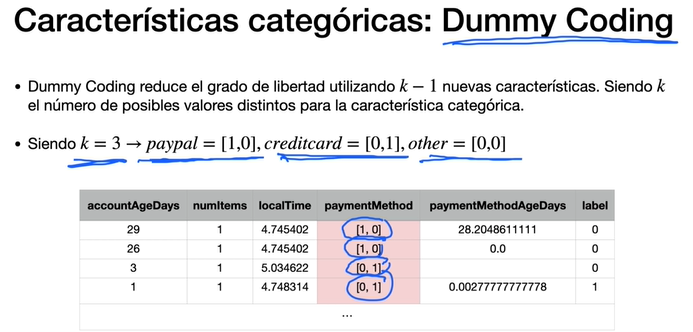 Características categóricas: Dummy Coding
• Dummy Coding reduce el grado de libertad utilizando k − 1 nuevas características. Siendo k
el número de posibles valores distintos para la característica categórica.
• Siendo k = 3 → paypal = [1,0], creditcard = [0,1], other = [0,0]
accountAgeDays numItems localTime paymentMethod paymentMethodAgeDays label
29 1 4.745402 [1, 0] 28.2048611111 0
26 1 4.745402 [1, 0] 0.0 0
3 1 5.034622 [0, 1] 0
1 1 4.748314 [0, 1] 0.00277777777778 1
...